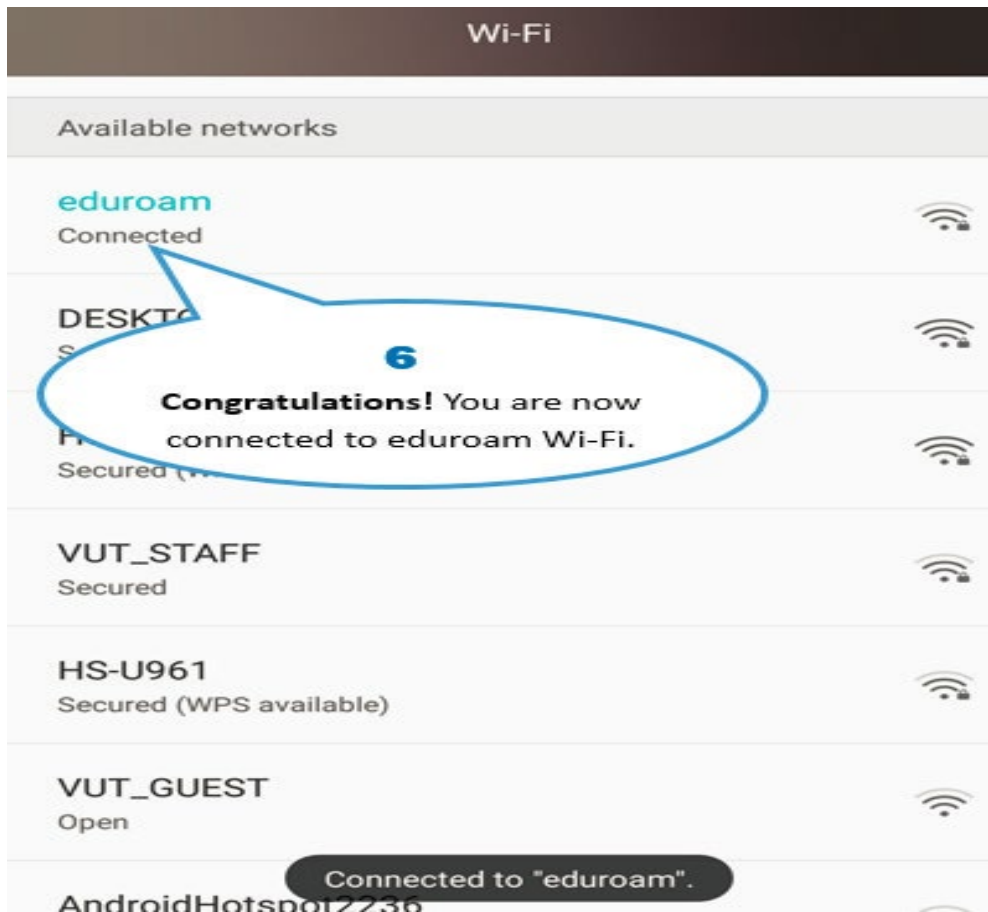 Wi-Fi
Available networks
eduroam
Connected
6
Congratulations! You are now
connected to eduroam Wi-Fi.
Secured
VUT_STAFF
Secured
HS-U961
Secured (WPS available)
VUT_GUEST
Open
Connected to "eduroam".